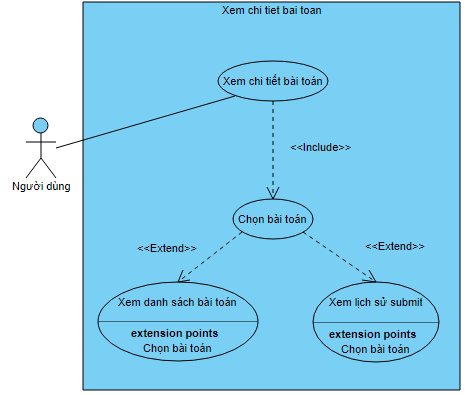 Xem chi tiet bai toan
Xem chi tiết bài toán
<<Include>>
Người dùng
Chọn bài toán
<<Extend>>
<<Extend>>
Xem danh sách bài toán
extension points
Chọn bài toán
Xem lịch sử submit
extension points
Chọn bài toán